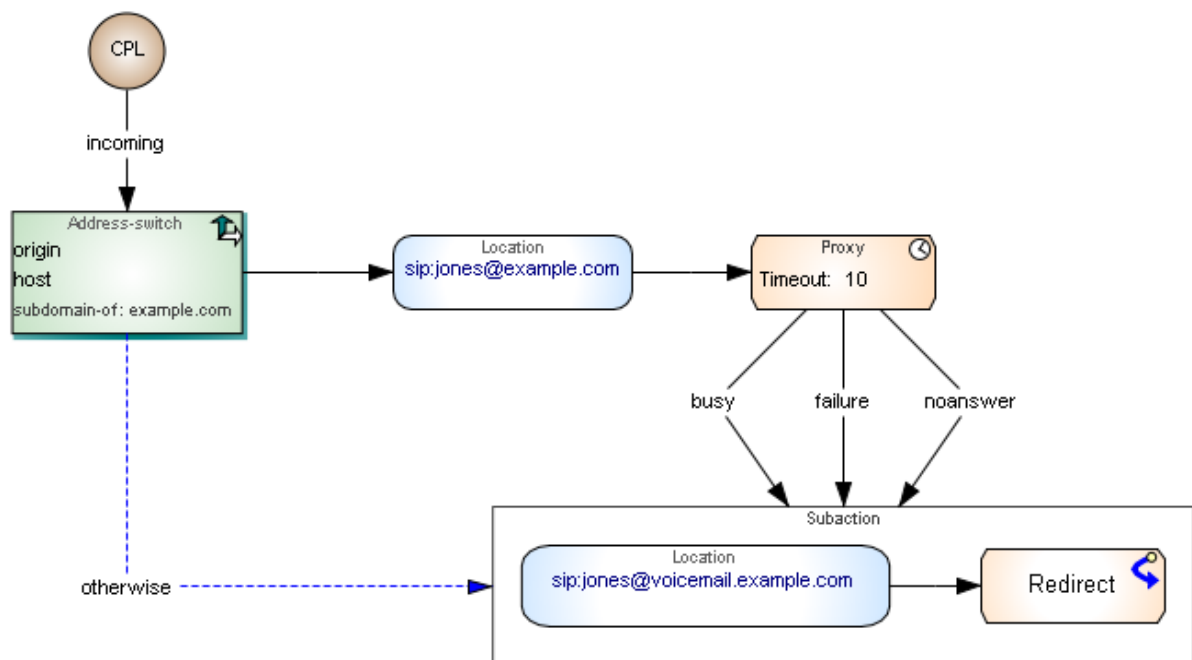 CPL
incoming
Address-switch
origin
host
subdomain-of: example.com
Location
sip:jones@example.com
Proxy
Timeout: 10
busy
failure
noanswer
otherwise
Subaction
Location
sip:jones@voicemail.example.com
Redirect